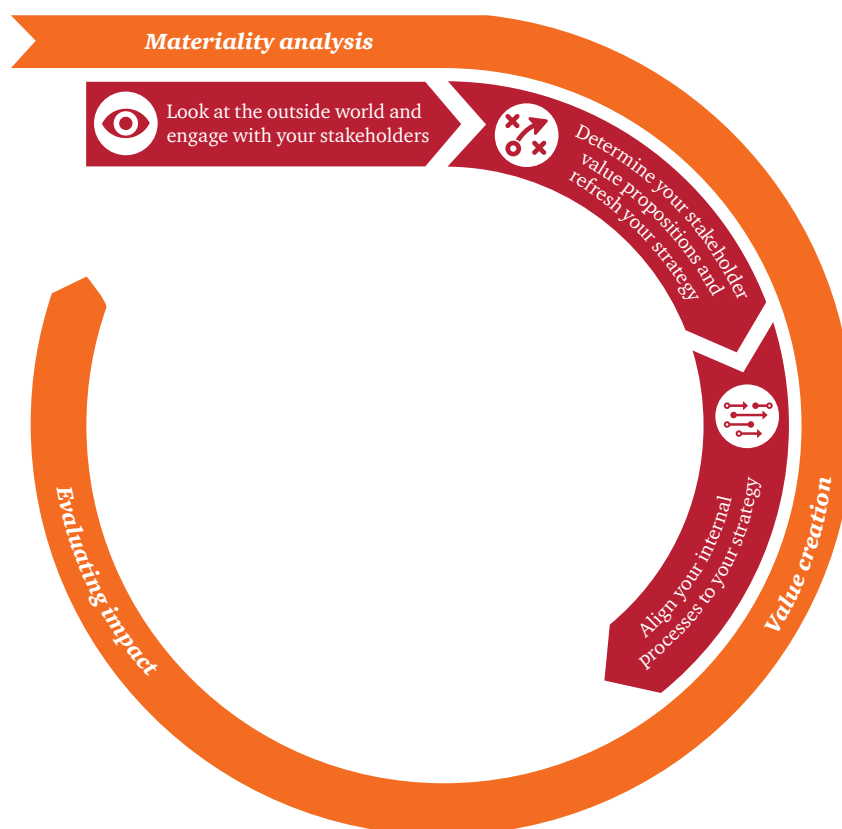 Materiality analysis
Look at the outside world and
engage with your stakeholders
Determine your stakeholder
value propositions and
refresh your strategy
Align your internal
processes to your strategy
Value creation
Evaluating impact